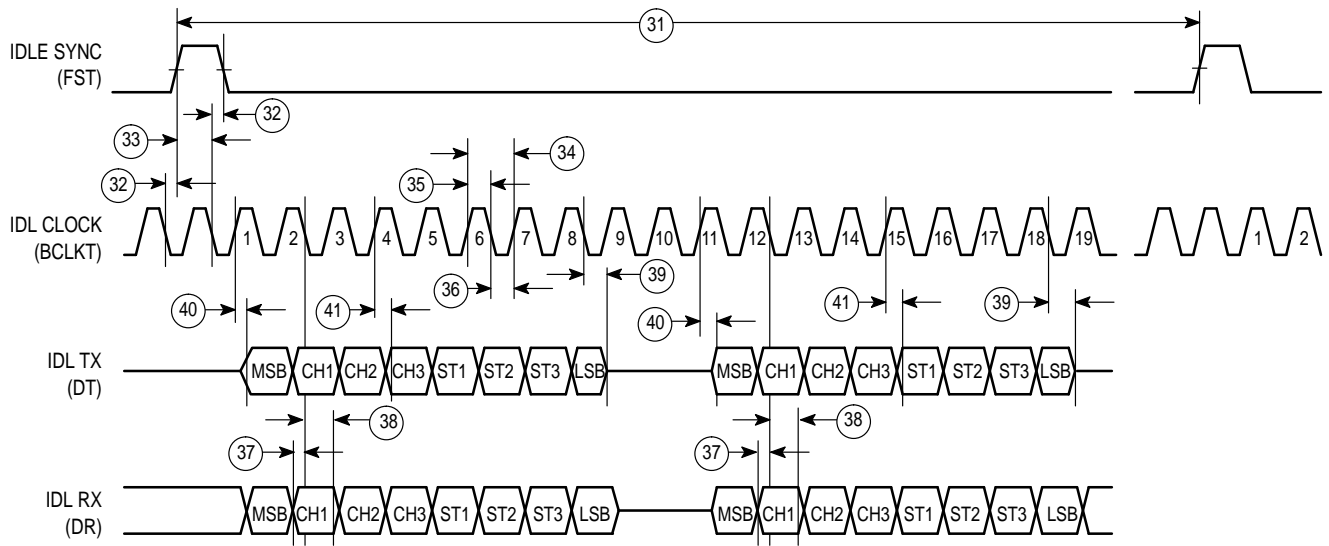 31
IDLE SYNC
(FST)
32
33
34
32
35
IDL CLOCK
(BCLKT)
1 2 3 4 5 6 7 8 9 10 11 12 13 14 15 16 17 18 19 1 2
36 39
40 41 40 41 39
IDL TX
(DT)
MSB CH1 CH2 CH3 ST1 ST2 ST3 LSB MSB CH1 CH2 CH3 ST1 ST2 ST3 LSB
38 38
37 37
IDL RX
(DR)
MSB CH1 CH2 CH3 ST1 ST2 ST3 LSB MSB CH1 CH2 CH3 ST1 ST2 ST3 LSB